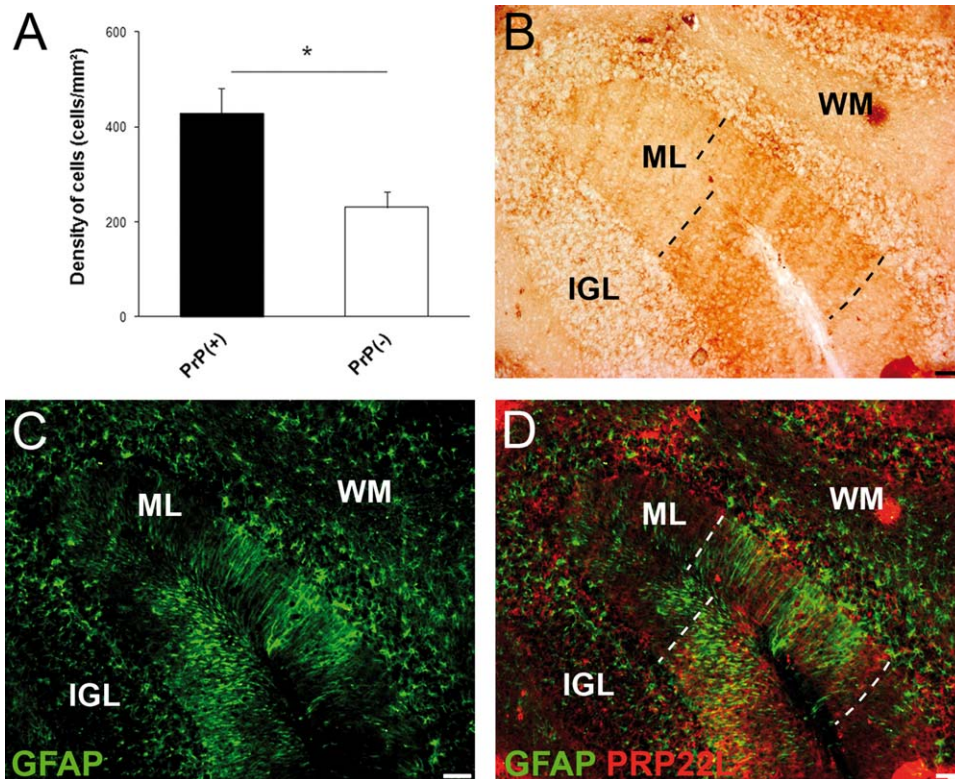 A
600
400
200
0
Density of cells (cells/mm²)
*
PrP(+)
PrP(-)
B
WM
ML
IGL
C
WM
ML
IGL
GFAP
D
WM
ML
IGL
GFAP PRP22L